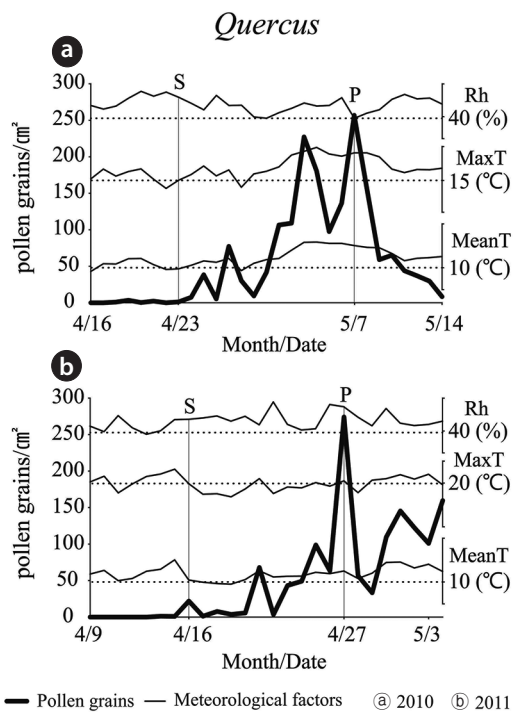 Quercus
a
300
250
200
150
100
50
0
pollen grains/㎠
S
P
Rh
40 (%)
MaxT
15 (℃)
MeanT
10 (℃)
4/16
4/23
5/7
5/14
Month/Date
b
300
250
200
150
100
50
0
pollen grains/㎠
S
P
Rh
40 (%)
MaxT
20 (℃)
MeanT
10 (℃)
4/9
4/16
4/27
5/3
Month/Date
Pollen grains Meteorological factors ⓐ 2010 ⓑ 2011